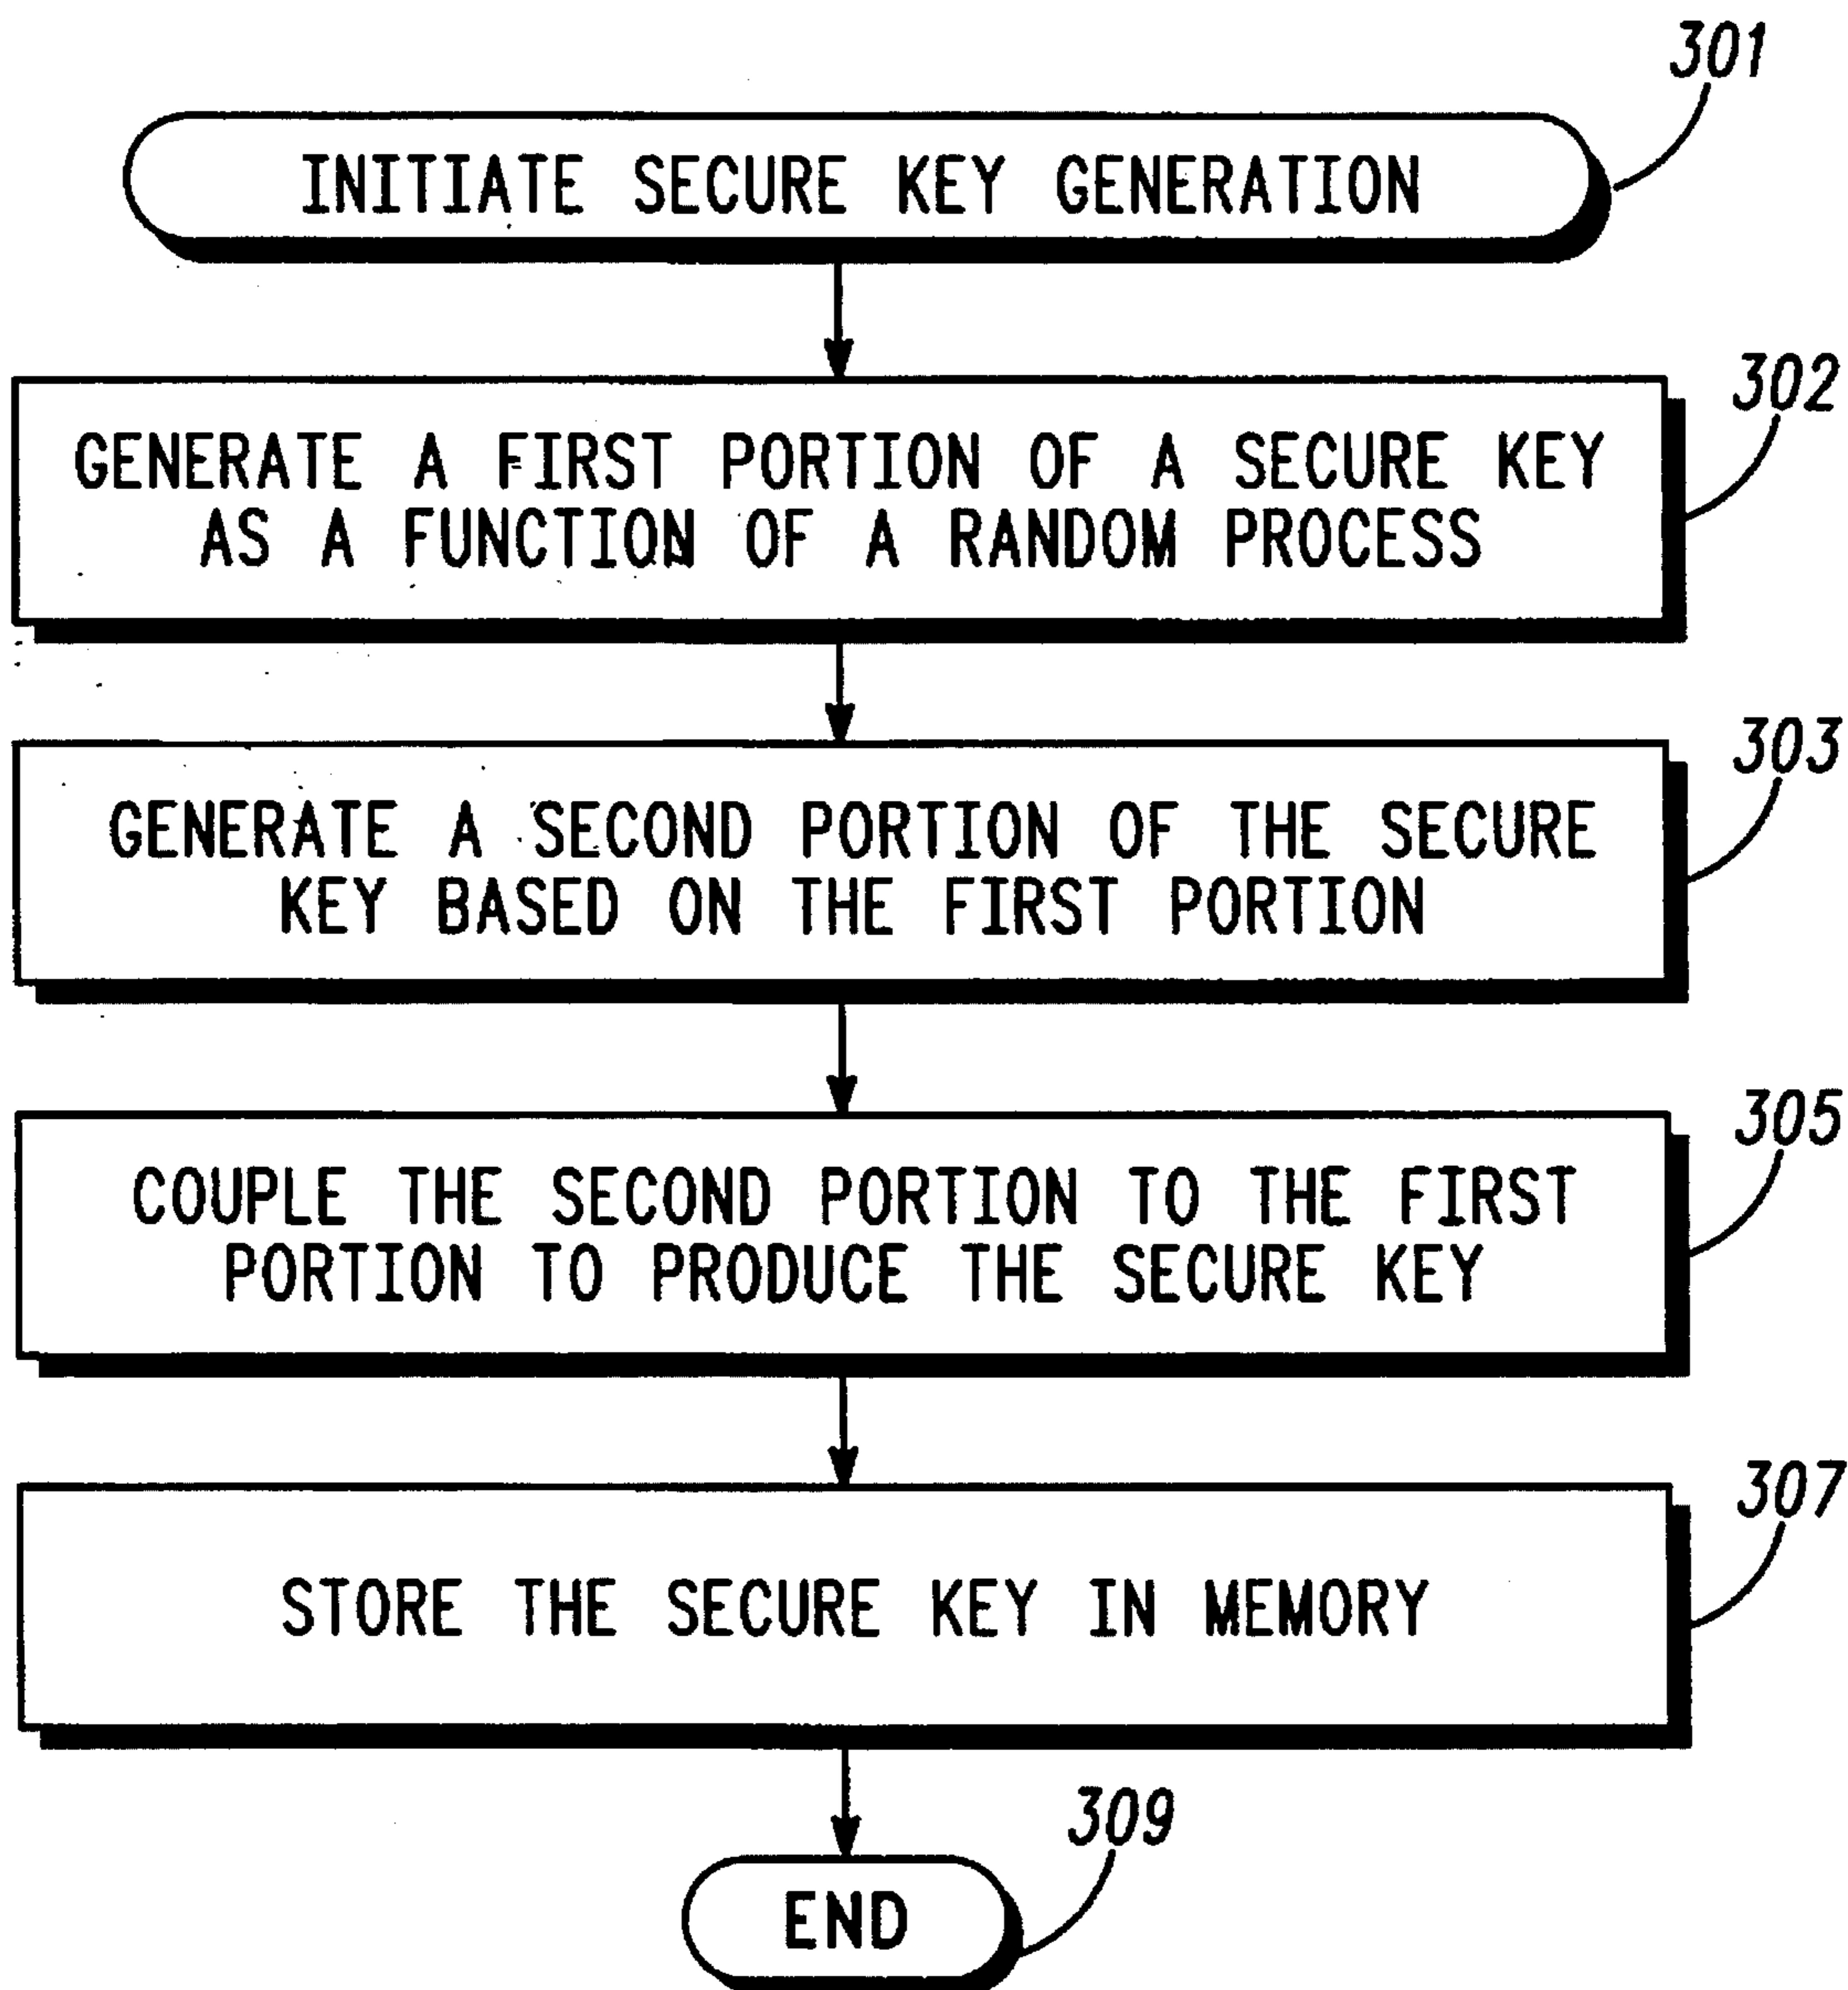 301
INITIATE SECURE KEY GENERATION
302
GENERATE A FIRST PORTION OF A SECURE KEY
AS A FUNCTION OF A RANDOM PROCESS
303
GENERATE A SECOND PORTION OF THE SECURE
KEY BASED ON THE FIRST PORTION
305
COUPLE THE SECOND PORTION TO THE FIRST
PORTION TO PRODUCE THE SECURE KEY
307
STORE THE SECURE KEY IN MEMORY
309
END